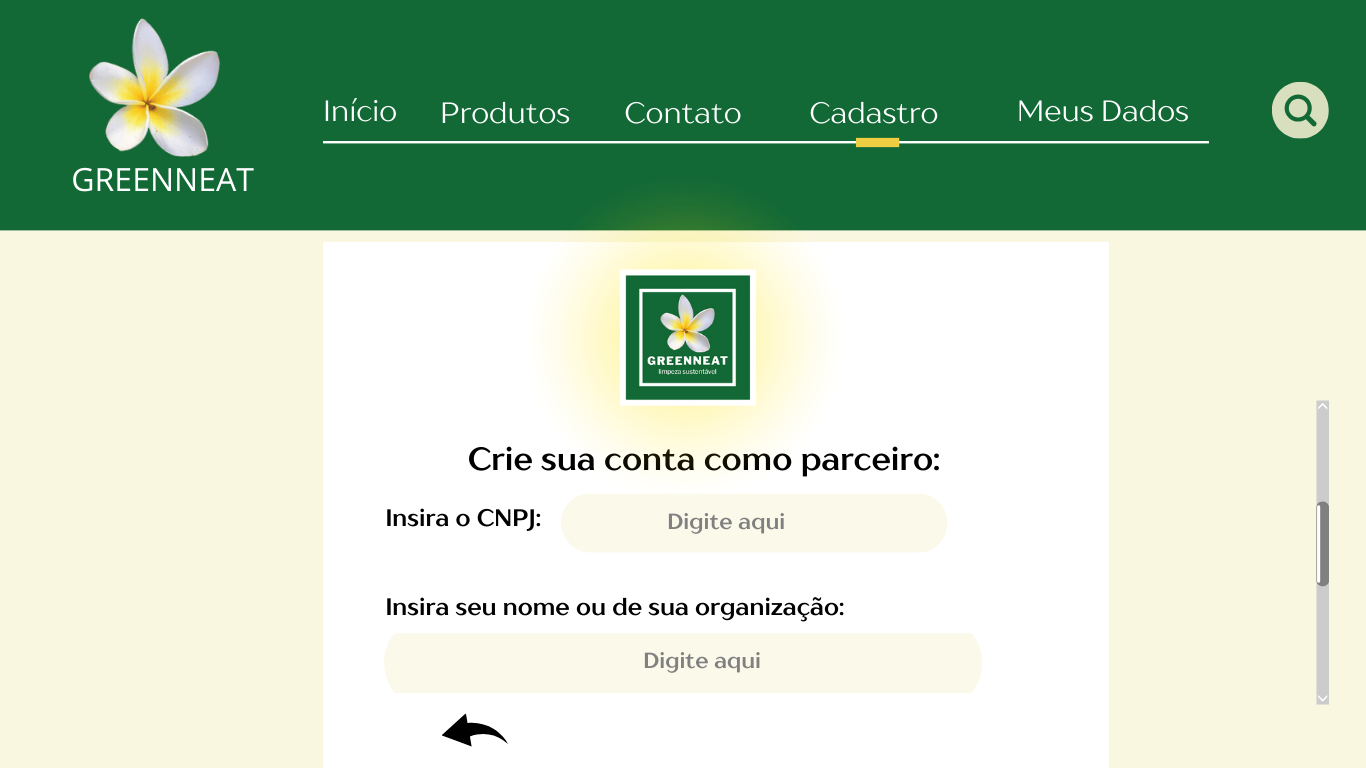 Início Produtos Contato Cadastro Meus Dados
GREENNEAT
GREENNEAT
limpeza sustentável
Crie sua conta como parceiro:
Insira o CNPJ: Digite aqui
Insira seu nome ou de sua organização:
Digite aqui